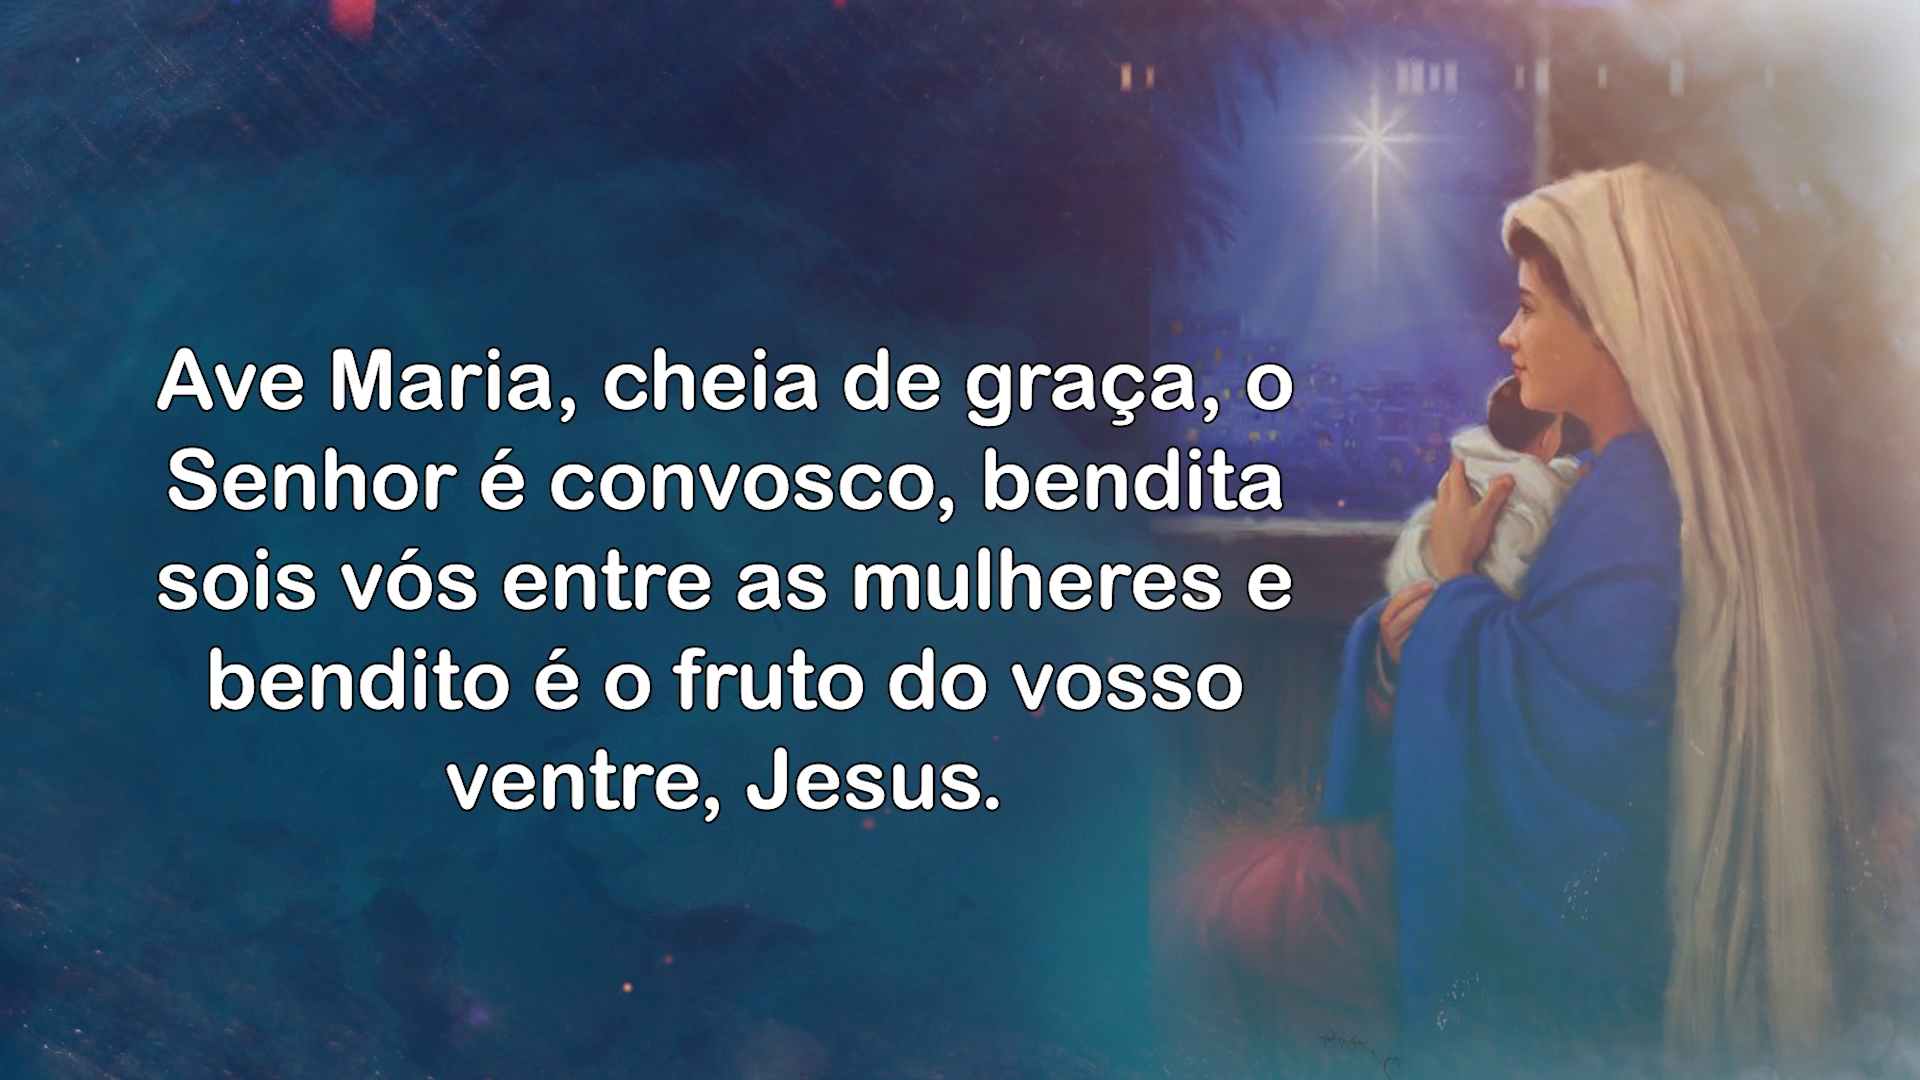 Ave Maria, cheia de graça, o
Senhor é convosco, bendita
sois vós entre as mulheres e
bendito é o fruto do vosso
ventre, Jesus.